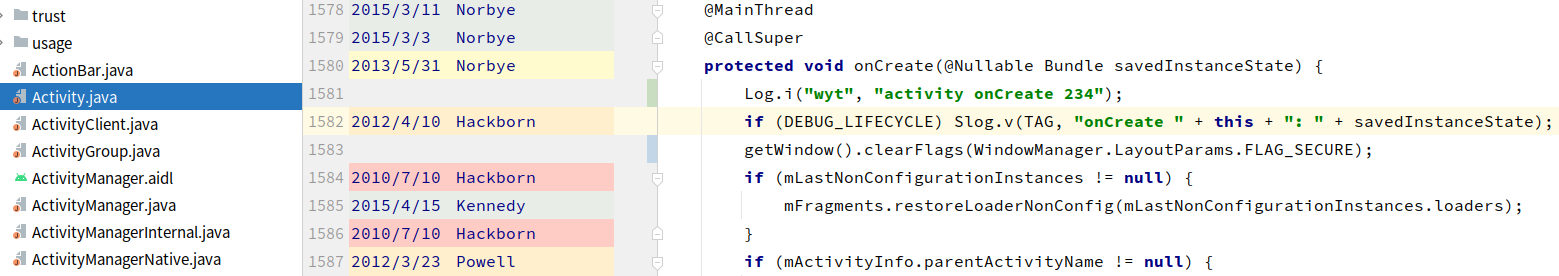 trust
usage
ActionBar.java
Activity.java
ActivityClient.java
ActivityGroup.java
ActivityManager.aidl
ActivityManager.java
ActivityManagerInternal.java
ActivityManagerNative.java
1578 2015/3/11 Norbye @MainThread
1579 2015/3/3 Norbye @CallSuper
1580 2013/5/31 Norbye protected void onCreate(@Nullable Bundle savedInstanceState) {
1581 Log.i("wyt", "activity onCreate 234");
1582 2012/4/10 Hackborn if (DEBUG_LIFECYCLE) Slog.v(TAG, "onCreate " + this + ": " + savedInstanceState);
1583 getWindow().clearFlags(WindowManager.LayoutParams.FLAG_SECURE);
1584 2010/7/10 Hackborn if (mLastNonConfigurationInstances != null) {
1585 2015/4/15 Kennedy mFragments.restoreLoaderNonConfig(mLastNonConfigurationInstances.loaders);
1586 2010/7/10 Hackborn }
1587 2012/3/23 Powell if (mActivityInfo.parentActivityName != null) {